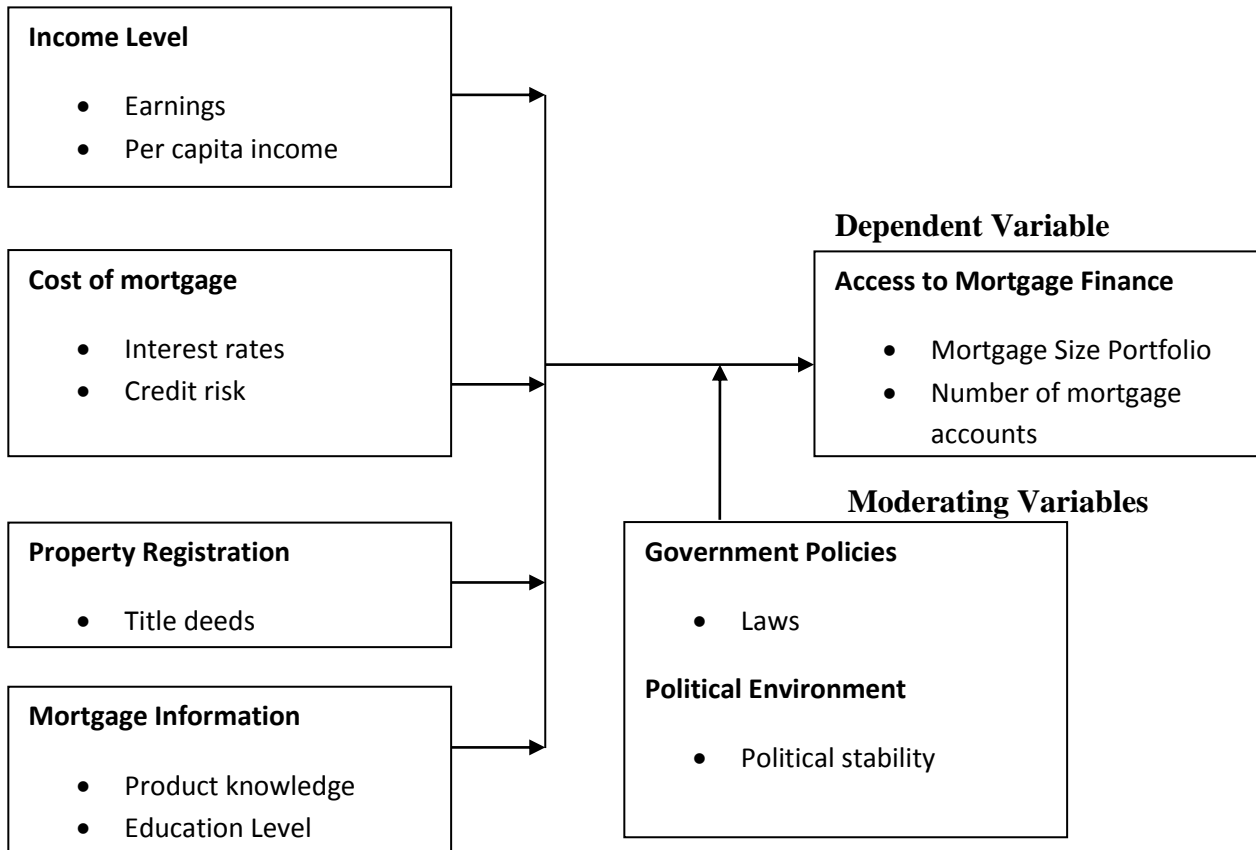 Income Level
• Earnings
• Per capita income
Cost of mortgage
• Interest rates
• Credit risk
Property Registration
• Title deeds
Mortgage Information
• Product knowledge
• Education Level
Dependent Variable
Access to Mortgage Finance
• Mortgage Size Portfolio
• Number of mortgage
accounts
Moderating Variables
Government Policies
• Laws
Political Environment
• Political stability